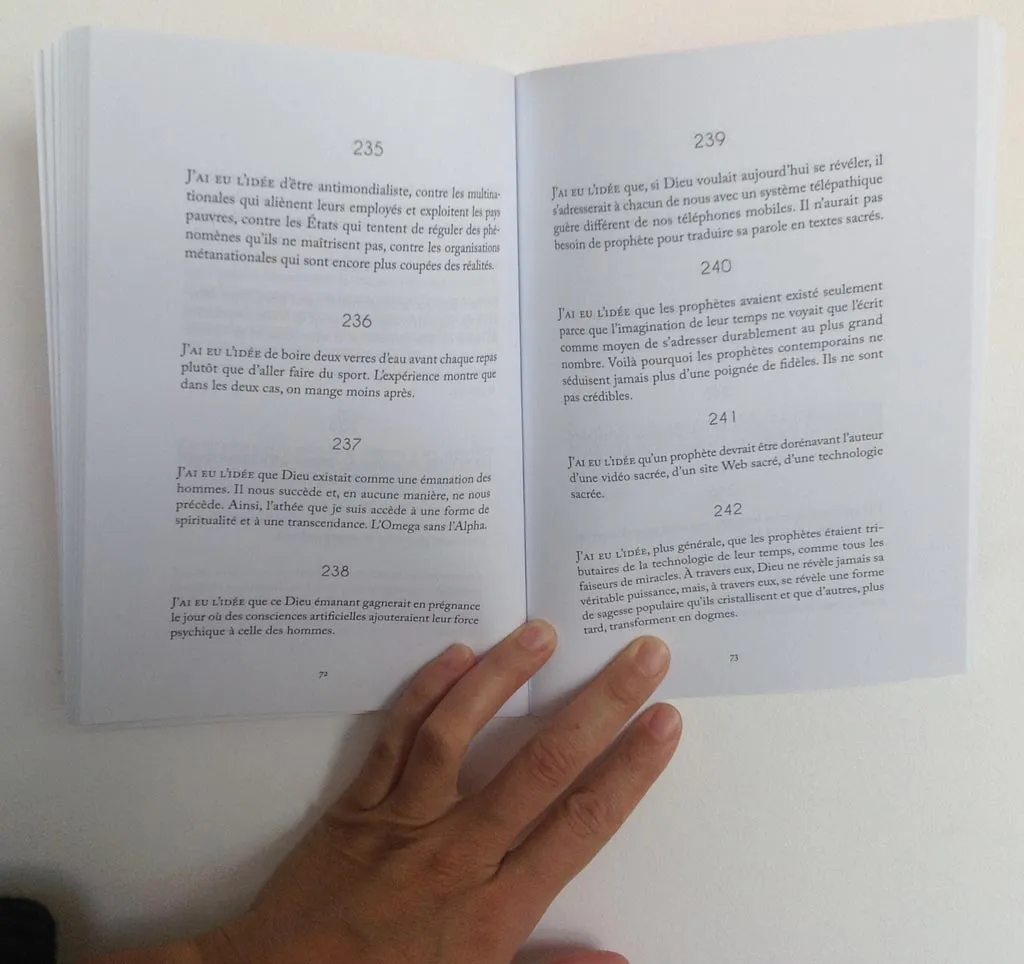 235
J'AI EU L'IDÉE d'être antimondialiste, contre les multina-
tionales qui aliènent leurs employés et exploitent les pays
pauvres, contre les États qui tentent de réguler des phé-
nomènes qu'ils ne maîtrisent pas, contre les organisations
métanationales qui sont encore plus coupées des réalités.
236
J'AI EU L'IDÉE de boire deux verres d'eau avant chaque repas
plutôt que d'aller faire du sport. L'expérience montre que
dans les deux cas, on mange moins après.
237
J'AI EU L'IDÉE que Dieu existait comme une émanation des
hommes. Il nous succède et, en aucune manière, ne nous
précède. Ainsi, l'athée que je suis accède à une forme de
spiritualité et à une transcendance. L'Omega sans l'Alpha.
238
J'AI EU L'IDÉE que ce Dieu émanant gagnerait en prégnance
le jour où des consciences artificielles ajouteraient leur force
psychique à celle des hommes.
72
239
J'AI EU L'IDÉE que, si Dieu voulait aujourd'hui se révéler, il
s'adresserait à chacun de nous avec un système télépathique
guère différent de nos téléphones mobiles. Il n'aurait pas
besoin de prophète pour traduire sa parole en textes sacrés.
240
J'AI EU L'IDÉE que les prophètes avaient existé seulement
parce que l'imagination de leur temps ne voyait que l'écrit
comme moyen de s'adresser durablement au plus grand
nombre. Voilà pourquoi les prophètes contemporains ne
séduisent jamais plus d'une poignée de fidèles. Ils ne sont
pas crédibles.
241
J'AI EU L'IDÉE qu'un prophète devrait être dorénavant l'auteur
d'une vidéo sacrée, d'un site Web sacré, d'une technologie
sacrée.
242
J'AI EU L'IDÉE, plus générale, que les prophètes étaient tri-
butaires de la technologie de leur temps, comme tous les
faiseurs de miracles. À travers eux, Dieu ne révèle jamais sa
véritable puissance, mais, à travers eux, se révèle une forme
de sagesse populaire qu'ils cristallisent et que d'autres, plus
tard, transforment en dogmes.
73